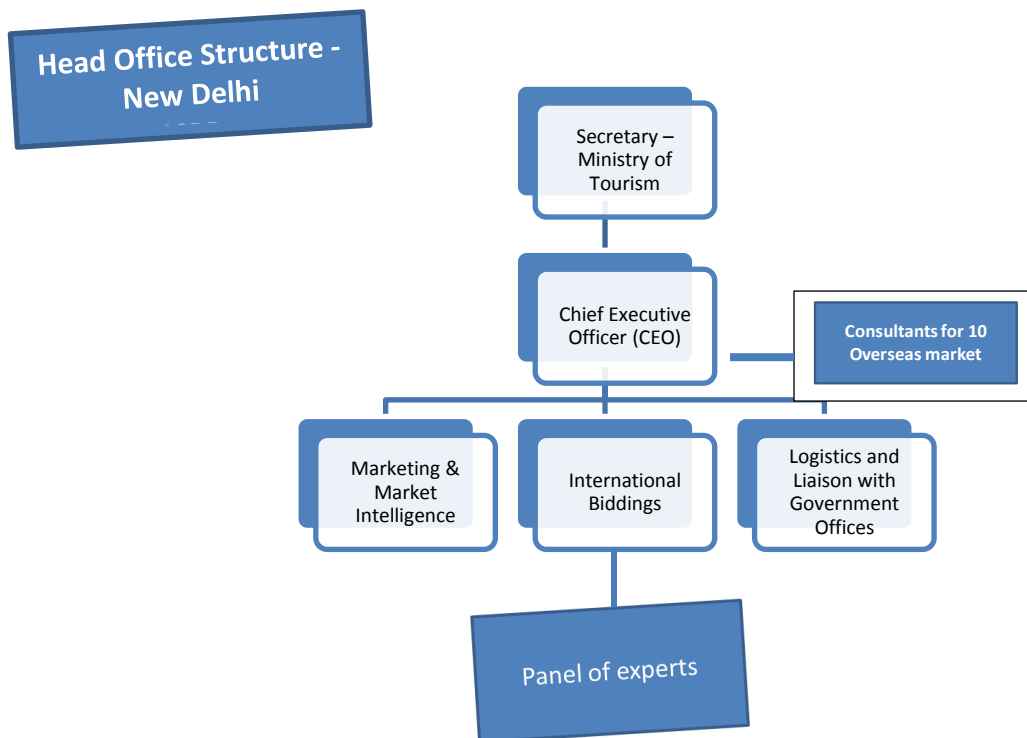 Head Office Structure -
New Delhi
Secretary –
Ministry of
Tourism
Chief Executive
Officer (CEO)
Consultants for 10
Overseas market
Marketing &
Market
Intelligence
International
Biddings
Logistics and
Liaison with
Government
Offices
Panel of experts